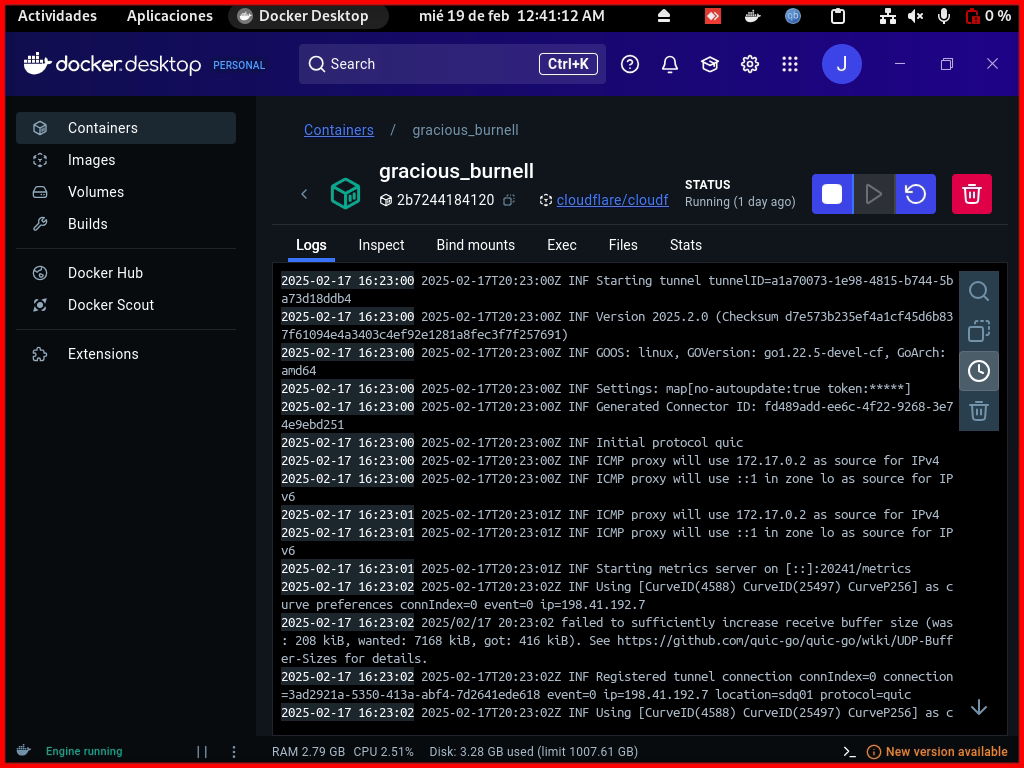 Actividades Aplicaciones Docker Desktop mié 19 de feb 12:41:12 AM qb 0 %
docker.desktop PERSONAL Search Ctrl+K J
Containers
Images
Volumes
Builds
Docker Hub
Docker Scout
Extensions
Containers / gracious_burnell
gracious_burnell
2b7244184120 cloudflare/cloudf
STATUS
Running (1 day ago)
Logs Inspect Bind mounts Exec Files Stats
2025-02-17 16:23:00 2025-02-17T20:23:00Z INF Starting tunnel tunnelID=a1a70073-1e98-4815-b744-5b
a73d18ddb4
2025-02-17 16:23:00 2025-02-17T20:23:00Z INF Version 2025.2.0 (Checksum d7e573b235ef4a1cf45d6b83
7f61094e4a3403c4ef92e1281a8fec3f7f257691)
2025-02-17 16:23:00 2025-02-17T20:23:00Z INF GOOS: linux, GOVersion: go1.22.5-devel-cf, GoArch:
amd64
2025-02-17 16:23:00 2025-02-17T20:23:00Z INF Settings: map[no-autoupdate:true token:*****]
2025-02-17 16:23:00 2025-02-17T20:23:00Z INF Generated Connector ID: fd489add-ee6c-4f22-9268-3e7
4e9ebd251
2025-02-17 16:23:00 2025-02-17T20:23:00Z INF Initial protocol quic
2025-02-17 16:23:00 2025-02-17T20:23:00Z INF ICMP proxy will use 172.17.0.2 as source for IPv4
2025-02-17 16:23:00 2025-02-17T20:23:00Z INF ICMP proxy will use ::1 in zone lo as source for IP
v6
2025-02-17 16:23:01 2025-02-17T20:23:01Z INF ICMP proxy will use 172.17.0.2 as source for IPv4
2025-02-17 16:23:01 2025-02-17T20:23:01Z INF ICMP proxy will use ::1 in zone lo as source for IP
v6
2025-02-17 16:23:01 2025-02-17T20:23:01Z INF Starting metrics server on [::]:20241/metrics
2025-02-17 16:23:02 2025-02-17T20:23:02Z INF Using [CurveID(4588) CurveID(25497) CurveP256] as c
urve preferences connIndex=0 event=0 ip=198.41.192.7
2025-02-17 16:23:02 2025/02/17 20:23:02 failed to sufficiently increase receive buffer size (was
: 208 kiB, wanted: 7168 kiB, got: 416 kiB). See https://github.com/quic-go/quic-go/wiki/UDP-Buff
er-Sizes for details.
2025-02-17 16:23:02 2025-02-17T20:23:02Z INF Registered tunnel connection connIndex=0 connection
=3ad2921a-5350-413a-abf4-7d2641ede618 event=0 ip=198.41.192.7 location=sdq01 protocol=quic
2025-02-17 16:23:02 2025-02-17T20:23:02Z INF Using [CurveID(4588) CurveID(25497) CurveP256] as c
Engine running RAM 2.79 GB CPU 2.51% Disk: 3.28 GB used (limit 1007.61 GB) New version available